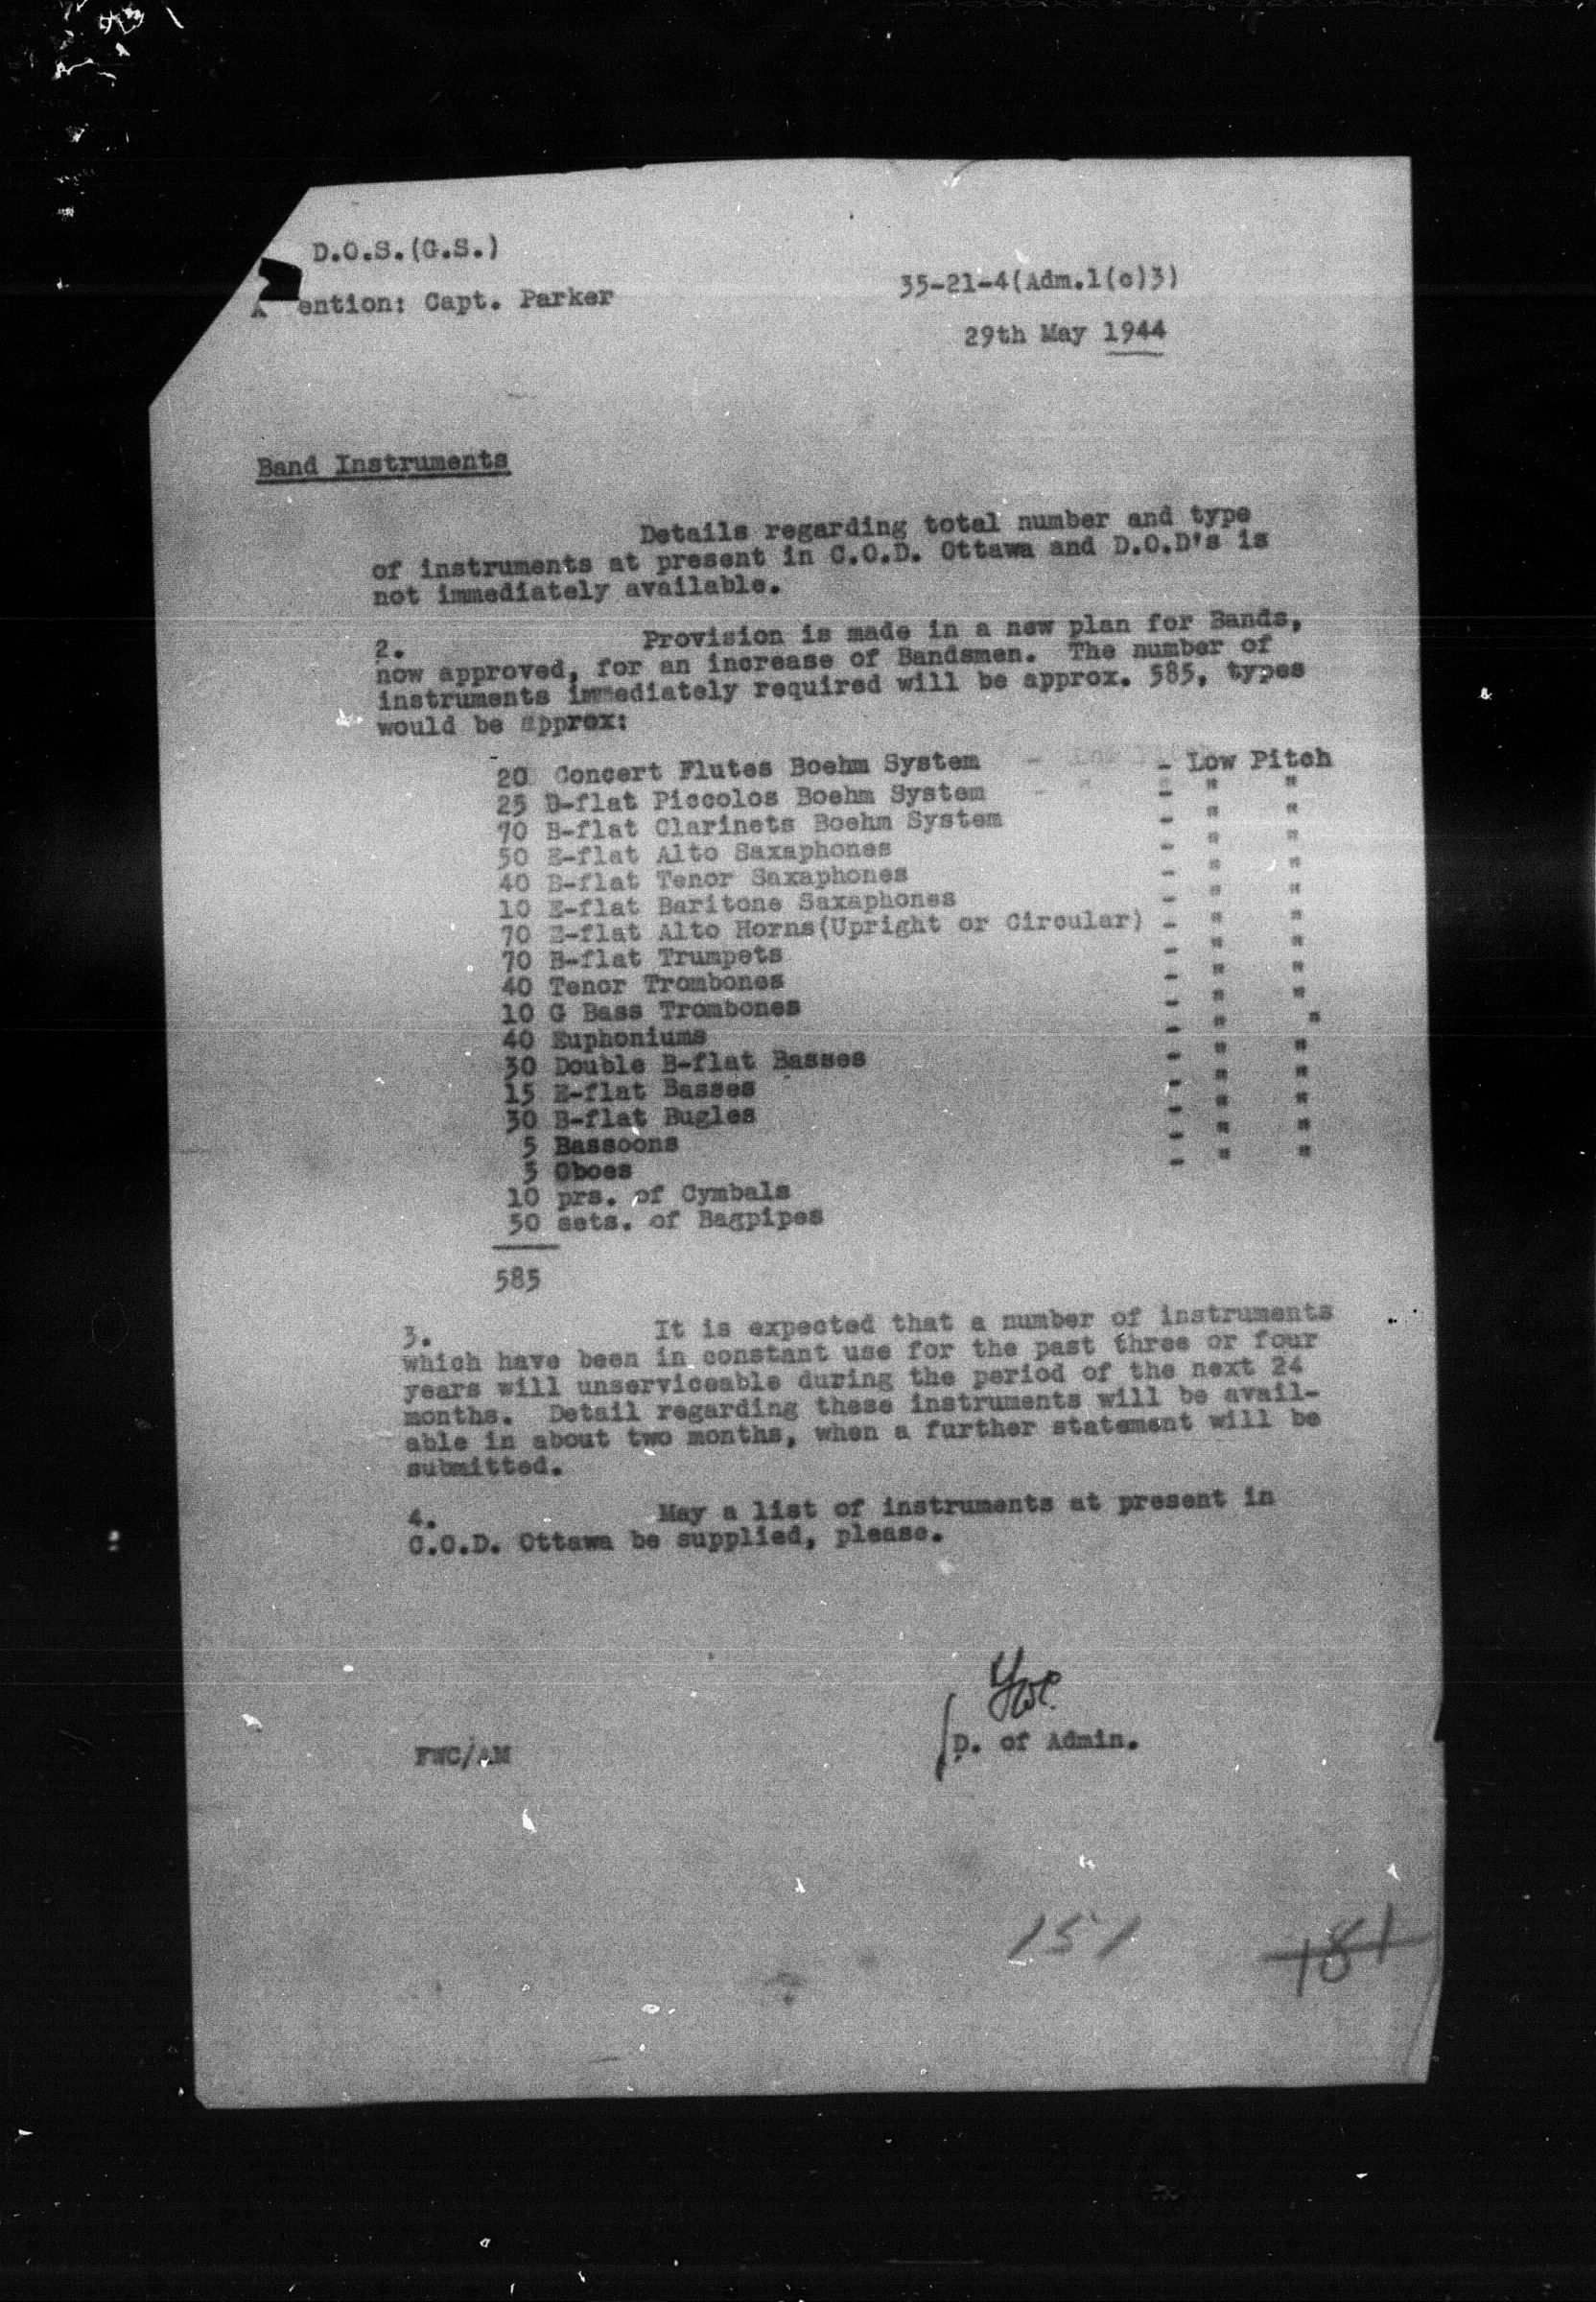 D.O.S.(G.S.)
35-21-4(Adm.1(c)3)
ention: Capt. Parker
29th May 1944
Band Instruments
Details regarding total number and type
of instruments at present in C.O.D. Ottawa and D.O.D's is
not immediately available.
2. Provision is made in a new plan for Bands,
now approved, for an increase of Bandsmen. The number of
instruments immediately required will be approx. 585, types
would be approx:
20 Concert Flutes Boehm System - Low Pitch
25 D-flat Piccolos Boehm System - " "
70 B-flat Clarinets Boehm System - " "
50 E-flat Alto Saxaphones - " "
40 B-flat Tenor Saxaphones - " "
10 E-flat Baritone Saxaphones - " "
70 E-flat Alto Horns(Upright or Circular) - " "
70 B-flat Trumpets - " "
40 Tenor Trombones - " "
10 G Bass Trombones - " "
40 Euphoniums - " "
30 Double B-flat Basses - " "
15 E-flat Basses - " "
30 B-flat Bugles - " "
5 Bassoons - " "
5 Oboes - " "
10 prs. of Cymbals
50 sets. of Bagpipes
585
3. It is expected that a number of instruments
which have been in constant use for the past three or four
years will unserviceable during the period of the next 24
months. Detail regarding these instruments will be avail-
able in about two months, when a further statement will be
submitted.
4. May a list of instruments at present in
C.O.D. Ottawa be supplied, please.
D. of Admin.
FWC/AM
151
181